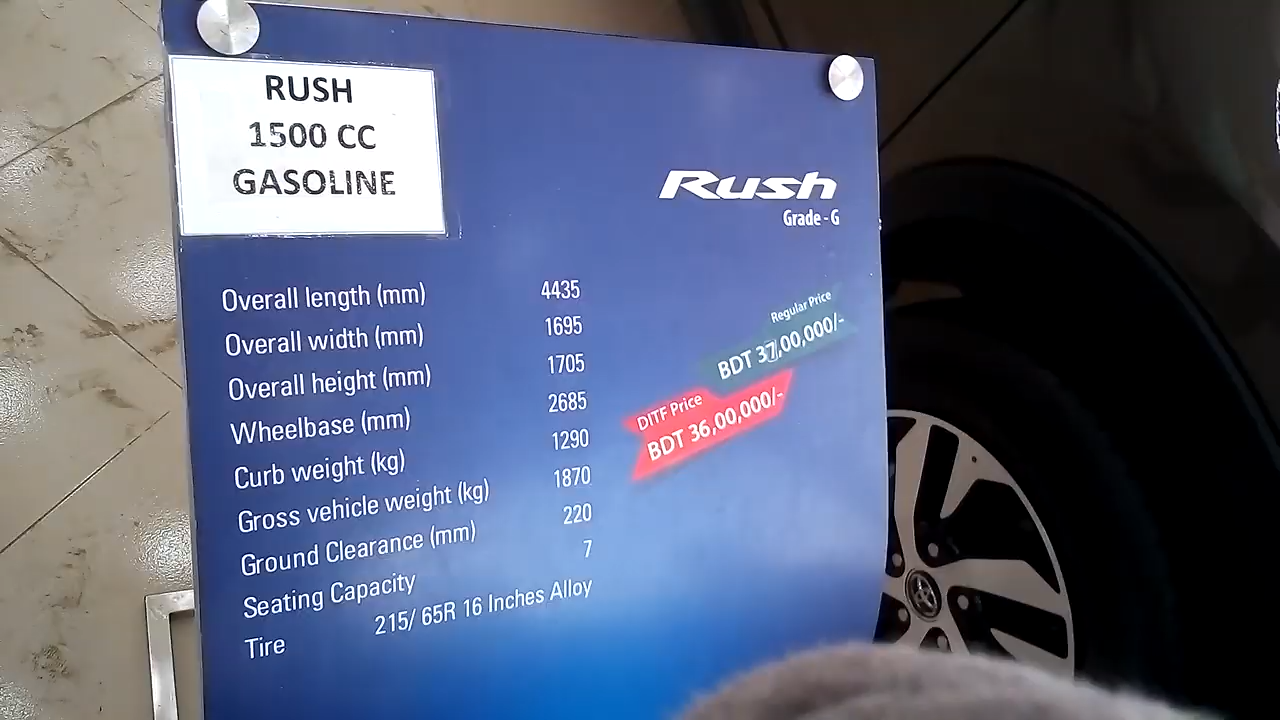 RUSH
1500 CC
GASOLINE
Rush
Grade - G
Overall length (mm) 4435
Overall width (mm) 1695
Overall height (mm) 1705
Wheelbase (mm) 2685
Curb weight (kg) 1290
Gross vehicle weight (kg) 1870
Ground Clearance (mm) 220
Seating Capacity 7
Tire 215/ 65R 16 Inches Alloy
Regular Price
BDT 37,00,000/-
DITF Price
BDT 36,00,000/-